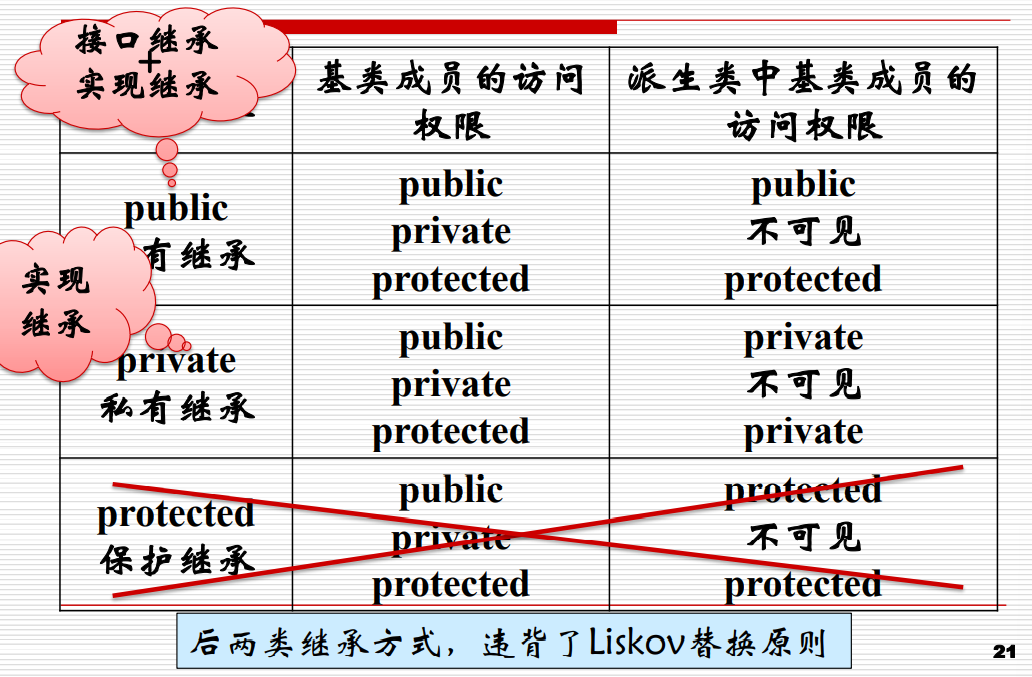 接口继承
+
实现继承
基类成员的访问
权限
派生类中基类成员的
访问权限
public
有继承
public
private
protected
public
不可见
protected
实现
继承
private
私有继承
public
private
protected
private
不可见
private
protected
保护继承
public
private
protected
protected
不可见
protected
后两类继承方式，违背了Liskov替换原则
21